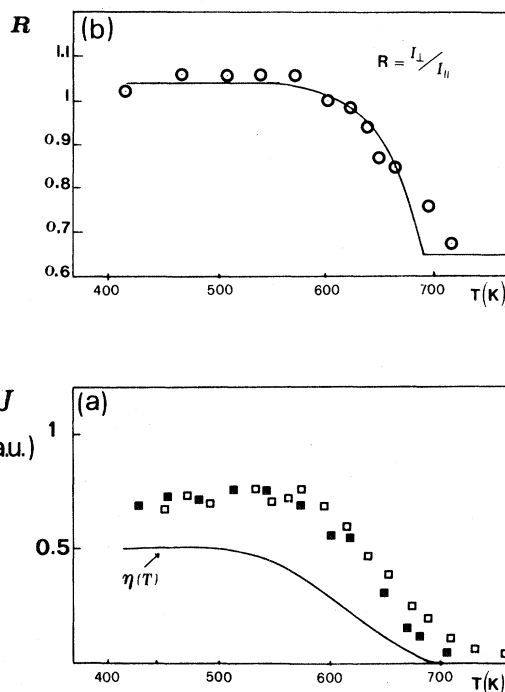 R
(b)
1.1
R = I⊥/I||
1
0.9
0.8
0.7
0.6
400
500
600
700
T(K)
J
(a)
(a.u.)
1
0.5
η(T)
400
500
600
700
T(K)